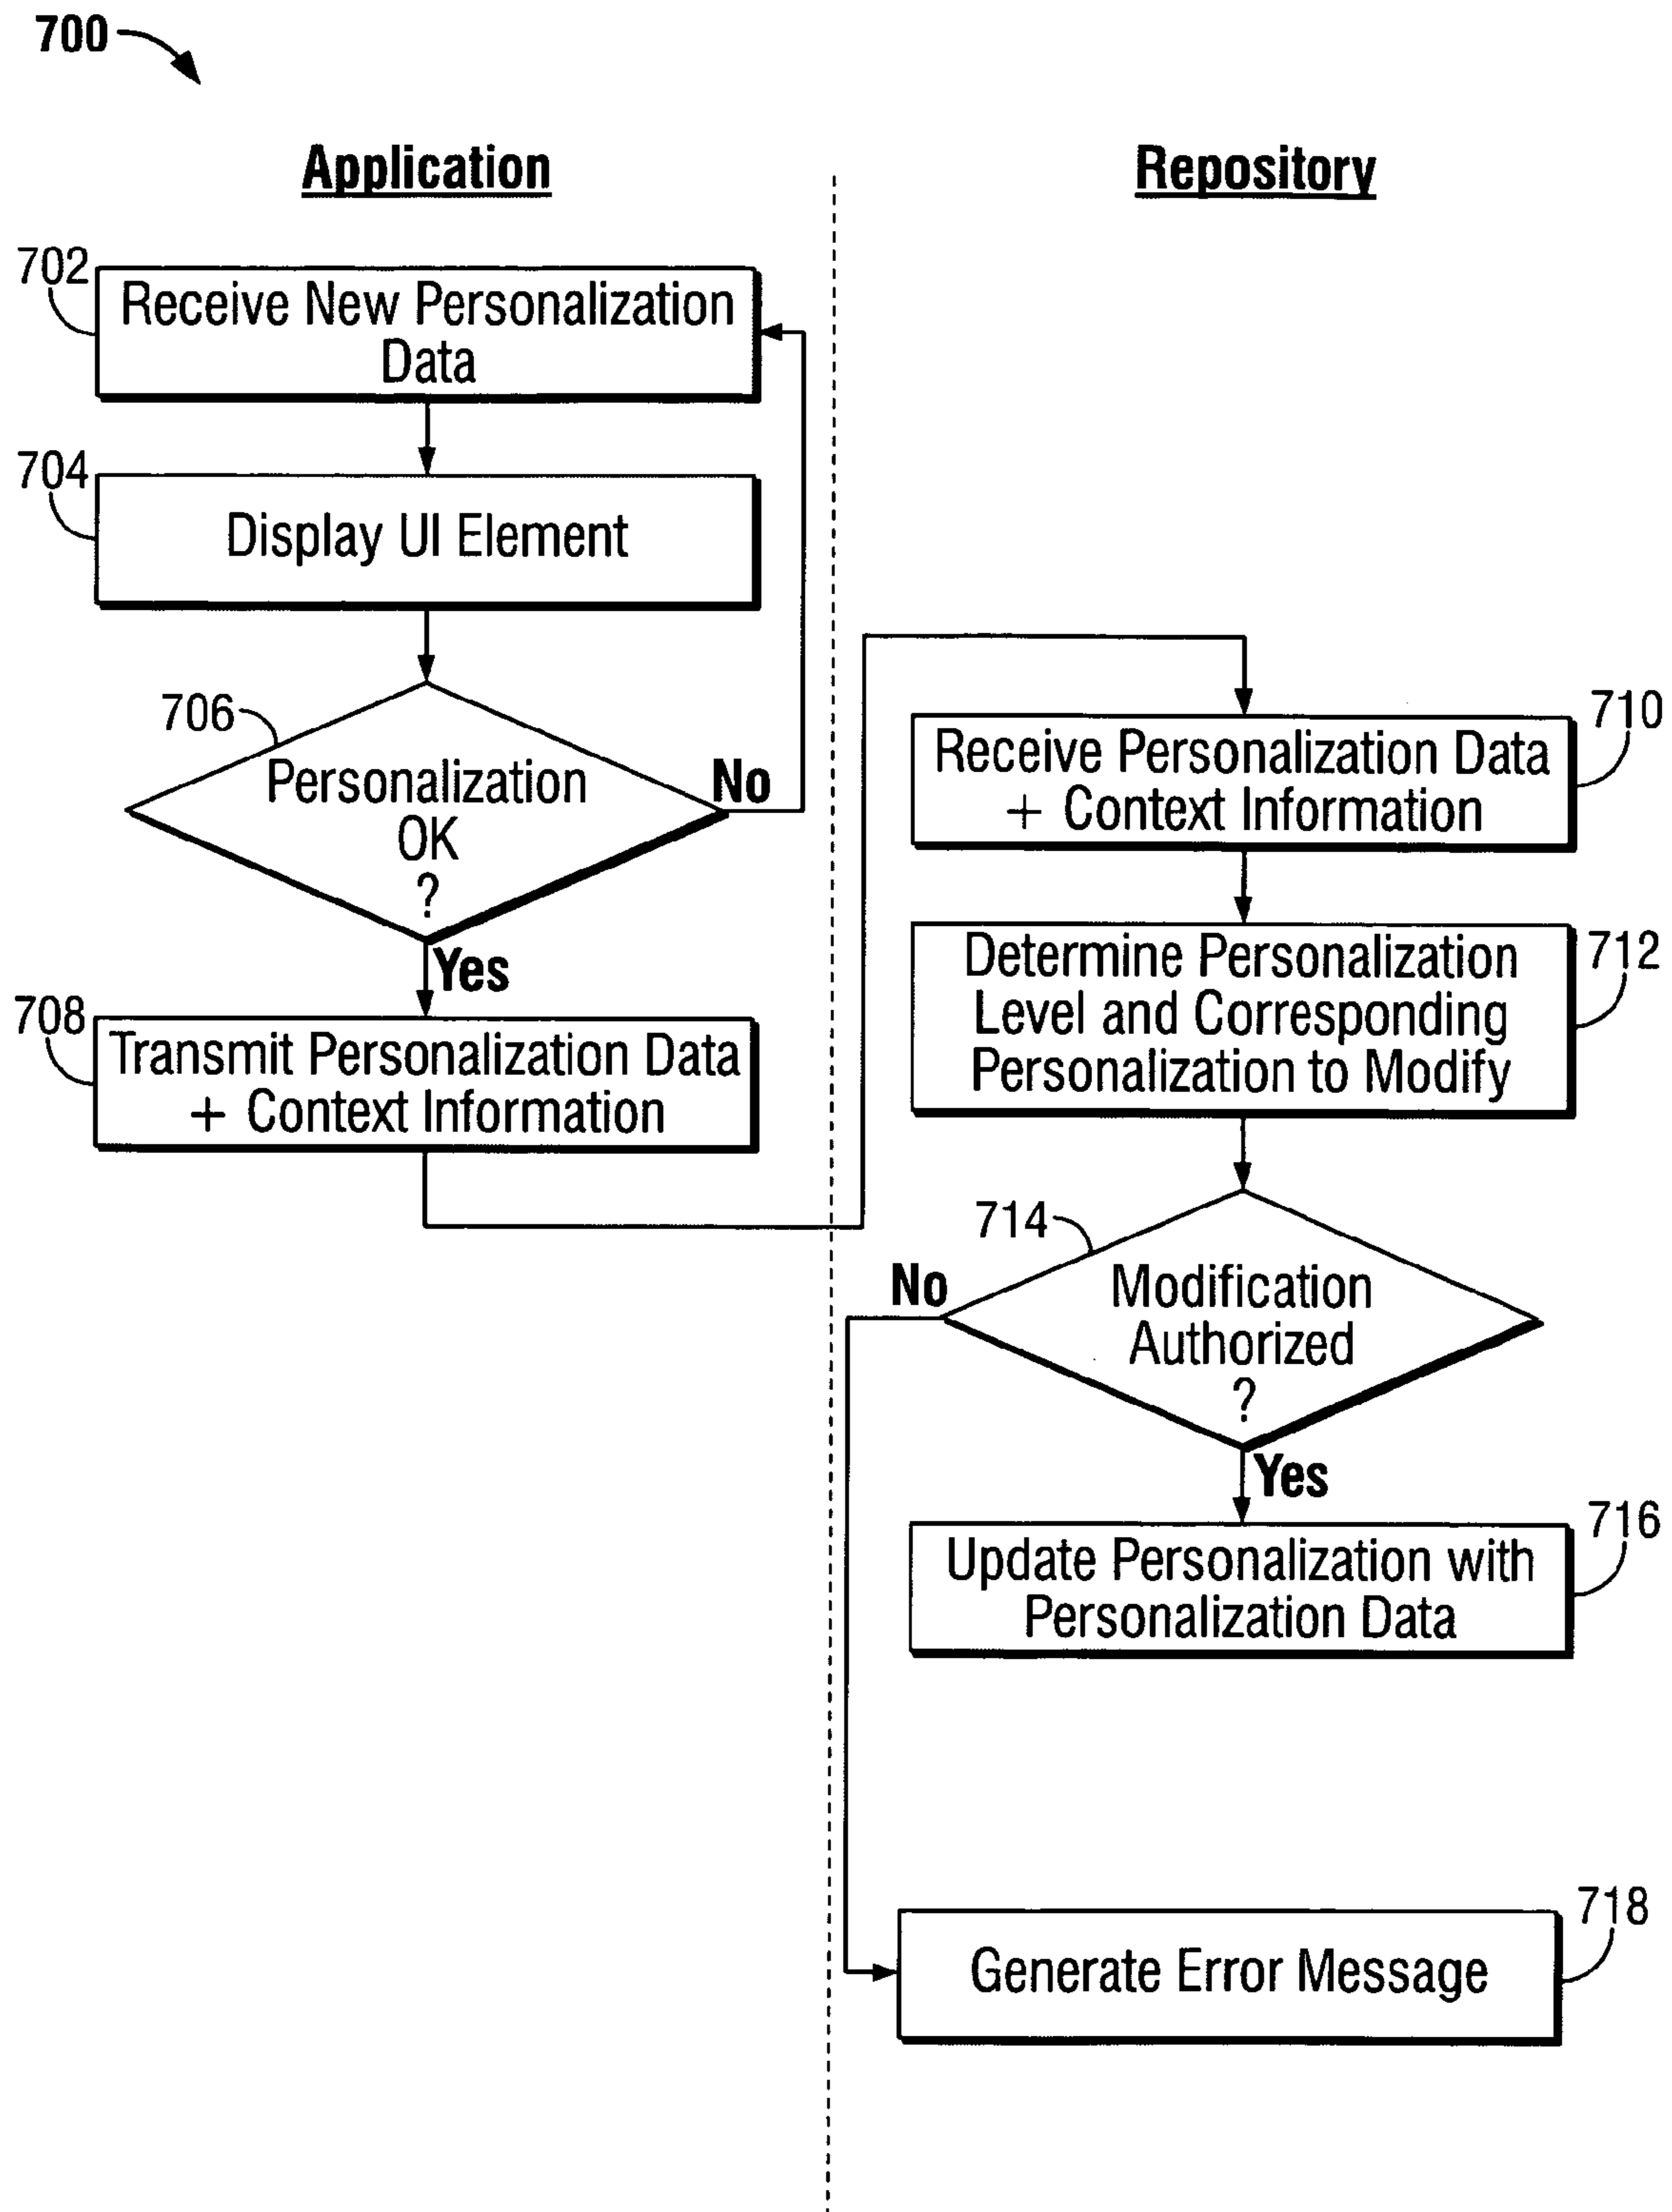 700
Application
702
Receive New Personalization
Data
704
Display UI Element
706
Personalization
OK
?
No
Yes
708
Transmit Personalization Data
+ Context Information
Repository
710
Receive Personalization Data
+ Context Information
712
Determine Personalization
Level and Corresponding
Personalization to Modify
714
No
Modification
Authorized
?
Yes
716
Update Personalization with
Personalization Data
718
Generate Error Message